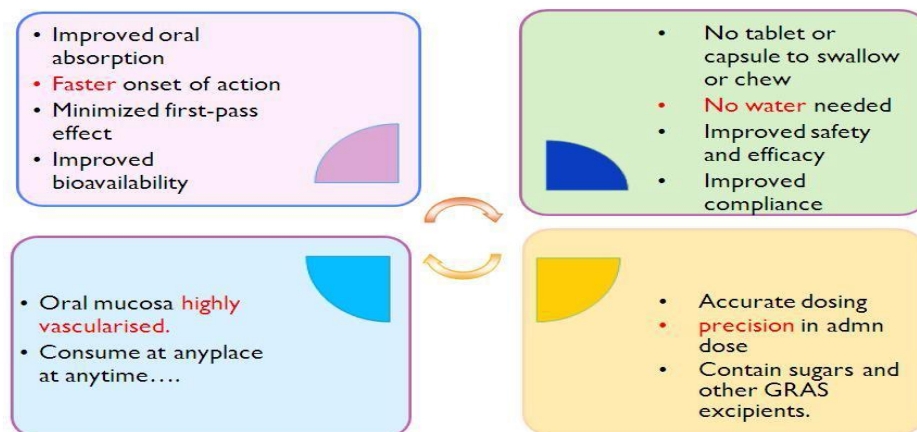 • Improved oral
absorption
• Faster onset of action
• Minimized first-pass
effect
• Improved
bioavailability
• No tablet or
capsule to swallow
or chew
• No water needed
• Improved safety
and efficacy
• Improved
compliance
• Oral mucosa highly
vascularised.
• Consume at anyplace
at anytime....
• Accurate dosing
• precision in admn
dose
• Contain sugars and
other GRAS
excipients.